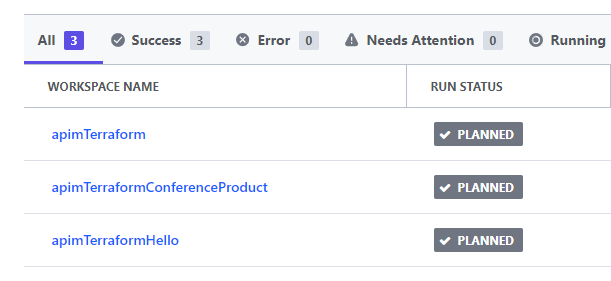 All 3 Success 3 Error 0 Needs Attention 0 Running
WORKSPACE NAME RUN STATUS
apimTerraform PLANNED
apimTerraformConferenceProduct PLANNED
apimTerraformHello PLANNED